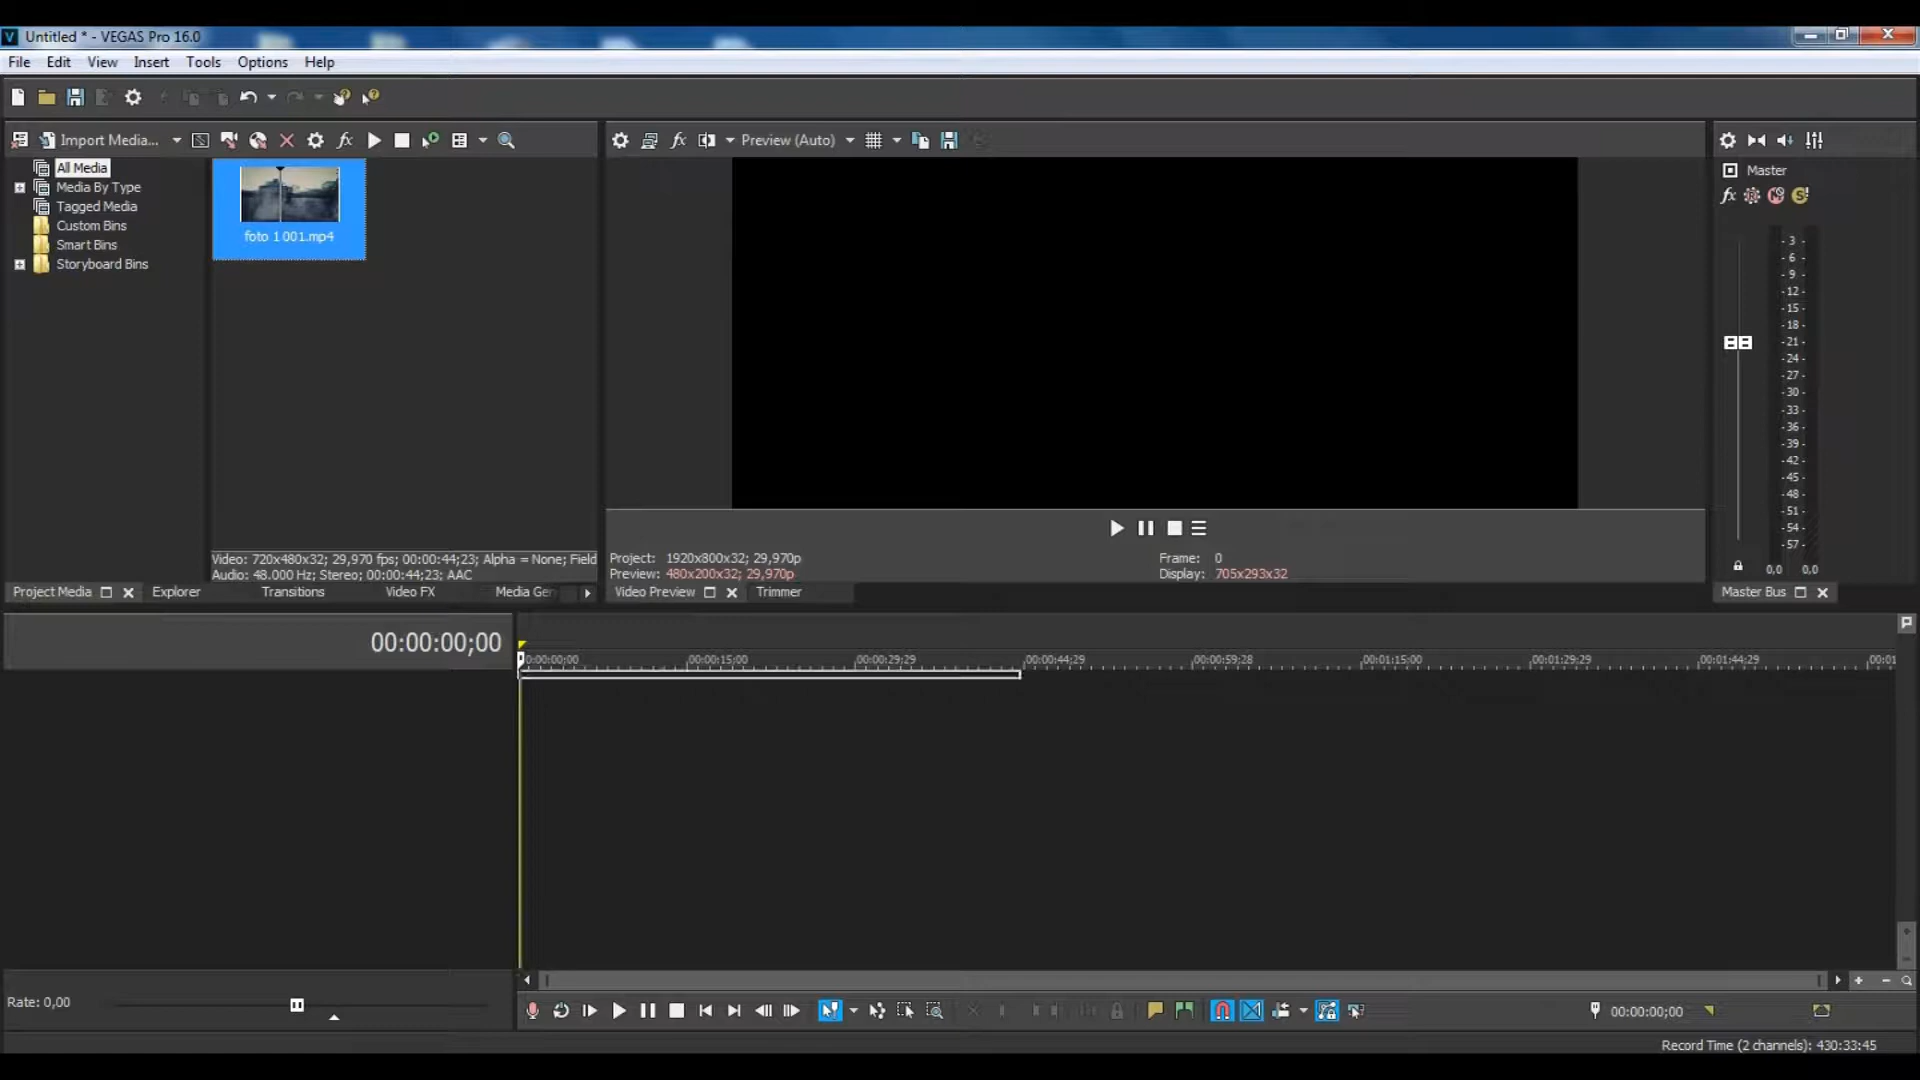 Untitled * - VEGAS Pro 16.0
File Edit View Insert Tools Options Help
Import Media...
Preview (Auto)
All Media
Media By Type
Tagged Media
Custom Bins
Smart Bins
Storyboard Bins
foto 1 001.mp4
Master
fx
-3-
-6-
-9-
-12-
-15-
-18-
-21-
-24-
-27-
-30-
-33-
-36-
-39-
-42-
-45-
-48-
-51-
-54-
-57-
0,0 0,0
Video: 720x480x32; 29,970 fps; 00:00:44;23; Alpha = None; Field
Audio: 48.000 Hz; Stereo; 00:00:44;23; AAC
Project: 1920x800x32; 29,970p
Preview: 480x200x32; 29,970p
Frame: 0
Display: 705x293x32
Project Media Explorer Transitions Video FX Media Gen
Video Preview Trimmer
Master Bus
00:00:00;00
0:00:00;00 00:00:15;00 00:00:29;29 00:00:44;29 00:00:59;28 00:01:15;00 00:01:29;29 00:01:44;29 00:01
Rate: 0,00
00:00:00;00
Record Time (2 channels): 430:33:45